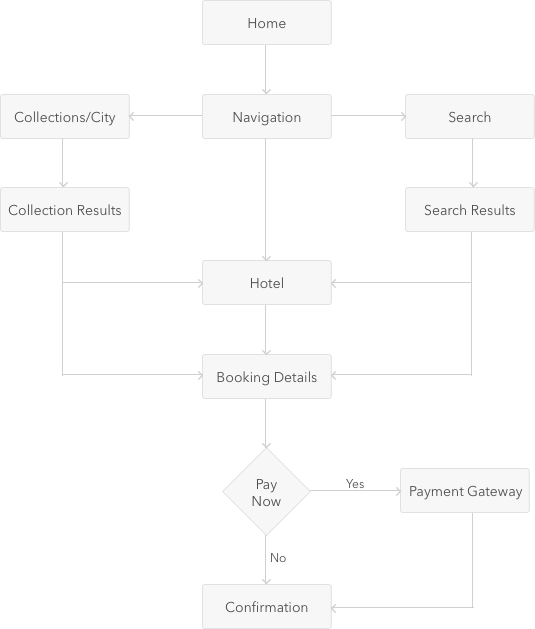 Home
Collections/City
Navigation
Search
Collection Results
Search Results
Hotel
Booking Details
Pay
Now
Yes
Payment Gateway
No
Confirmation